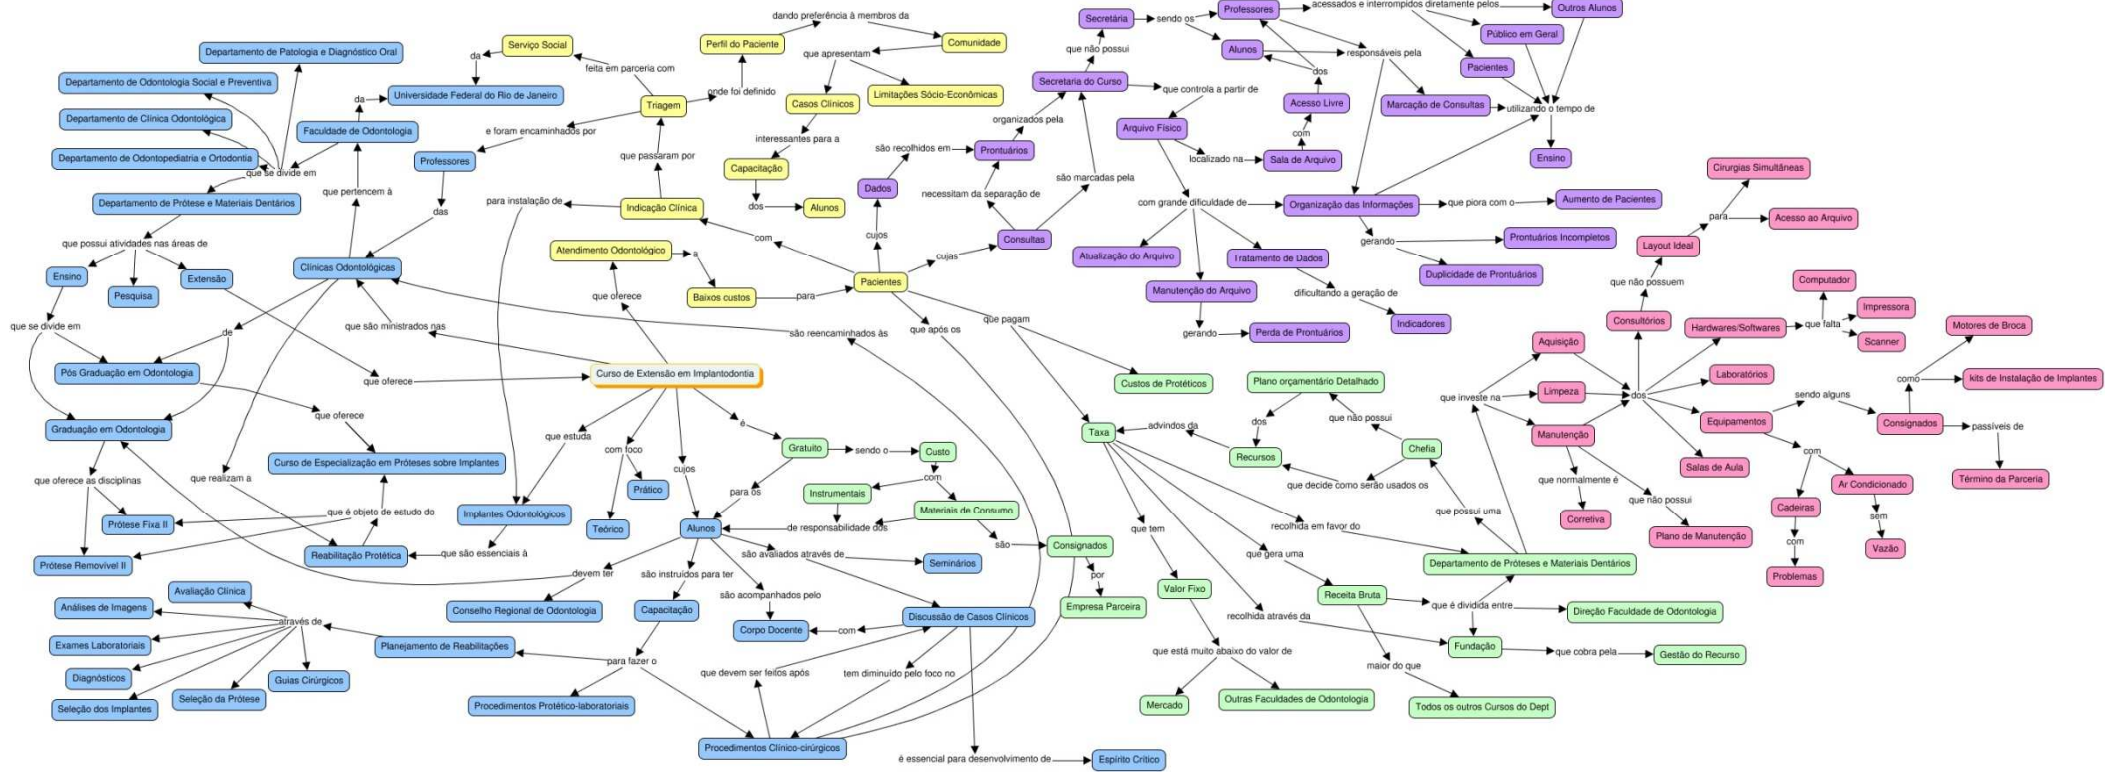 dando preferência à membros da
Serviço Social
Perfil do Paciente
Comunidade
que apresentam
da
feita em parceria com
Departamento de Patologia e Diagnóstico Oral
Departamento de Odontologia Social e Preventiva
da
Universidade Federal do Rio de Janeiro
onde foi definido
Triagem
Casos Clínicos
Limitações Sócio-Econômicas
Departamento de Clínica Odontológica
Faculdade de Odontologia
e foram encaminhados por
interessantes para a
Departamento de Odontopediatria e Ortodontia
que se divide em
Professores
que passaram por
Capacitação
que pertencem à
Departamento de Prótese e Materiais Dentários
das
para instalação de
Indicação Clínica
dos
Alunos
que possui atividades nas áreas de
com
Atendimento Odontológico
a
Ensino
Pesquisa
Extensão
Clínicas Odontológicas
que oferece
Baixos custos
para
Pacientes
que se divide em
de
que são ministrados nas
são reencaminhados às
Pós Graduação em Odontologia
que oferece
Curso de Extensão em Implantodontia
que oferece
Graduação em Odontologia
que estuda
com foco
cujos
é
Gratuito
sendo o
Custo
com
Curso de Especialização em Próteses sobre Implantes
que oferece as disciplinas
que realizam a
Prático
para os
Instrumentais
Materiais de Consumo
Prótese Fixa II
que é objeto de estudo do
Implantes Odontológicos
Teórico
Alunos
de responsabilidade dos
são
Consignados
Prótese Removível II
Reabilitação Protética
que são essenciais à
são avaliados através de
Seminários
por
devem ter
são instruídos para ter
são acompanhados pelo
Empresa Parceira
Avaliação Clínica
Análises de Imagens
Conselho Regional de Odontologia
Capacitação
Corpo Docente
com
Discussão de Casos Clínicos
através de
Exames Laboratoriais
Planejamento de Reabilitações
para fazer o
que devem ser feitos após
tem diminuído pelo foco no
Diagnósticos
Guias Cirúrgicos
Seleção da Prótese
Seleção dos Implantes
Procedimentos Protético-laboratoriais
Procedimentos Clínico-cirúrgicos
é essencial para desenvolvimento de
Espírito Crítico
Secretária
sendo os
Professores
acessados e interrompidos diretamente pelos
Outros Alunos
que não possui
Alunos
responsáveis pela
Público em Geral
Pacientes
Secretaria do Curso
que controla a partir de
dos
Acesso Livre
Marcação de Consultas
utilizando o tempo de
organizados pela
Arquivo Físico
com
são recolhidos em
Prontuários
localizado na
Sala de Arquivo
Ensino
Dados
necessitam da separação de
são marcadas pela
com grande dificuldade de
Organização das Informações
que piora com o
Aumento de Pacientes
cujos
Consultas
cujas
gerando
Prontuários Incompletos
Atualização do Arquivo
Tratamento de Dados
Duplicidade de Prontuários
Manutenção do Arquivo
dificultando a geração de
gerando
Perda de Prontuários
Indicadores
que após os
que pagam
Custos de Protéticos
Plano orçamentário Detalhado
dos
que não possui
Taxa
advindos da
Recursos
Chefia
que decide como serão usados os
que tem
recolhida em favor do
que possui uma
que gera uma
Departamento de Próteses e Materiais Dentários
Valor Fixo
Receita Bruta
que é dividida entre
Direção Faculdade de Odontologia
recolhida através da
Fundação
que cobra pela
Gestão do Recurso
que está muito abaixo do valor de
maior do que
Mercado
Outras Faculdades de Odontologia
Todos os outros Cursos do Dept
Cirurgias Simultâneas
para
Acesso ao Arquivo
Layout Ideal
que não possuem
Computador
Consultórios
Hardwares/Softwares
que falta
Impressora
Scanner
Motores de Broca
Aquisição
Laboratórios
como
kits de Instalação de Implantes
que investe na
Limpeza
dos
Equipamentos
sendo alguns
Consignados
passíveis de
Manutenção
com
Salas de Aula
Término da Parceria
que normalmente é
que não possui
Ar Condicionado
Cadeiras
sem
Corretiva
Plano de Manutenção
com
Vazão
Problemas